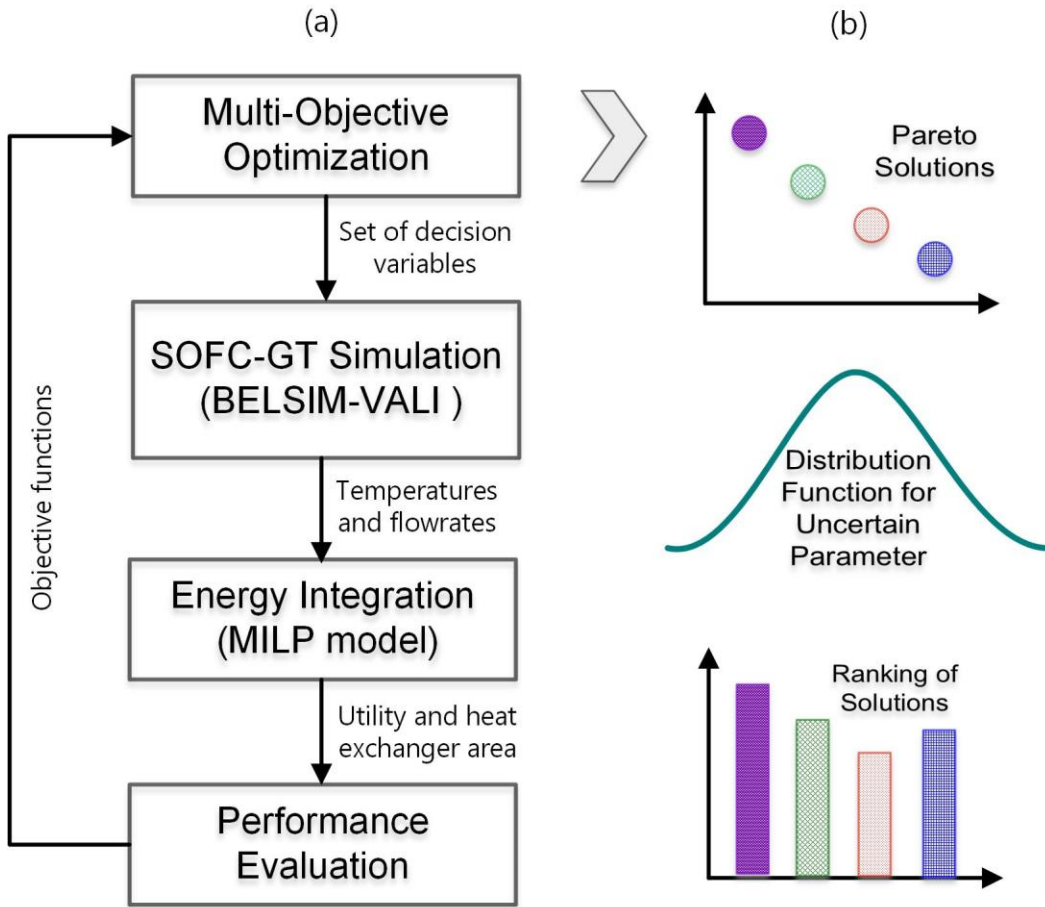 (a)
Multi-Objective
Optimization
Set of decision
variables
SOFC-GT Simulation
(BELSIM-VALI )
Temperatures
and flowrates
Energy Integration
(MILP model)
Utility and heat
exchanger area
Performance
Evaluation
Objective functions
(b)
Pareto
Solutions
Distribution
Function for
Uncertain
Parameter
Ranking of
Solutions